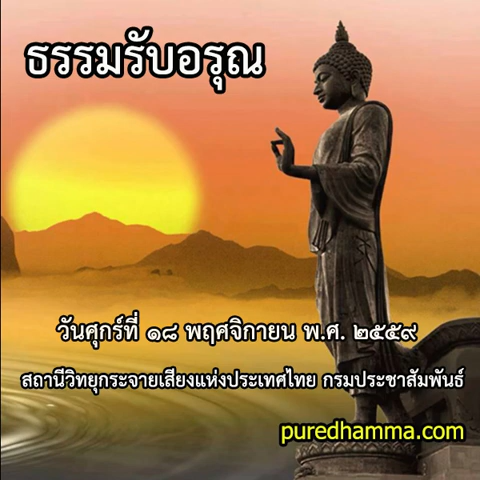 ธรรมรับอรุณ
วันศุกร์ที่ ๑๘ พฤศจิกายน พ.ศ. ๒๕๕๙
สถานีวิทยุกระจายเสียงแห่งประเทศไทย กรมประชาสัมพันธ์
puredhamma.com